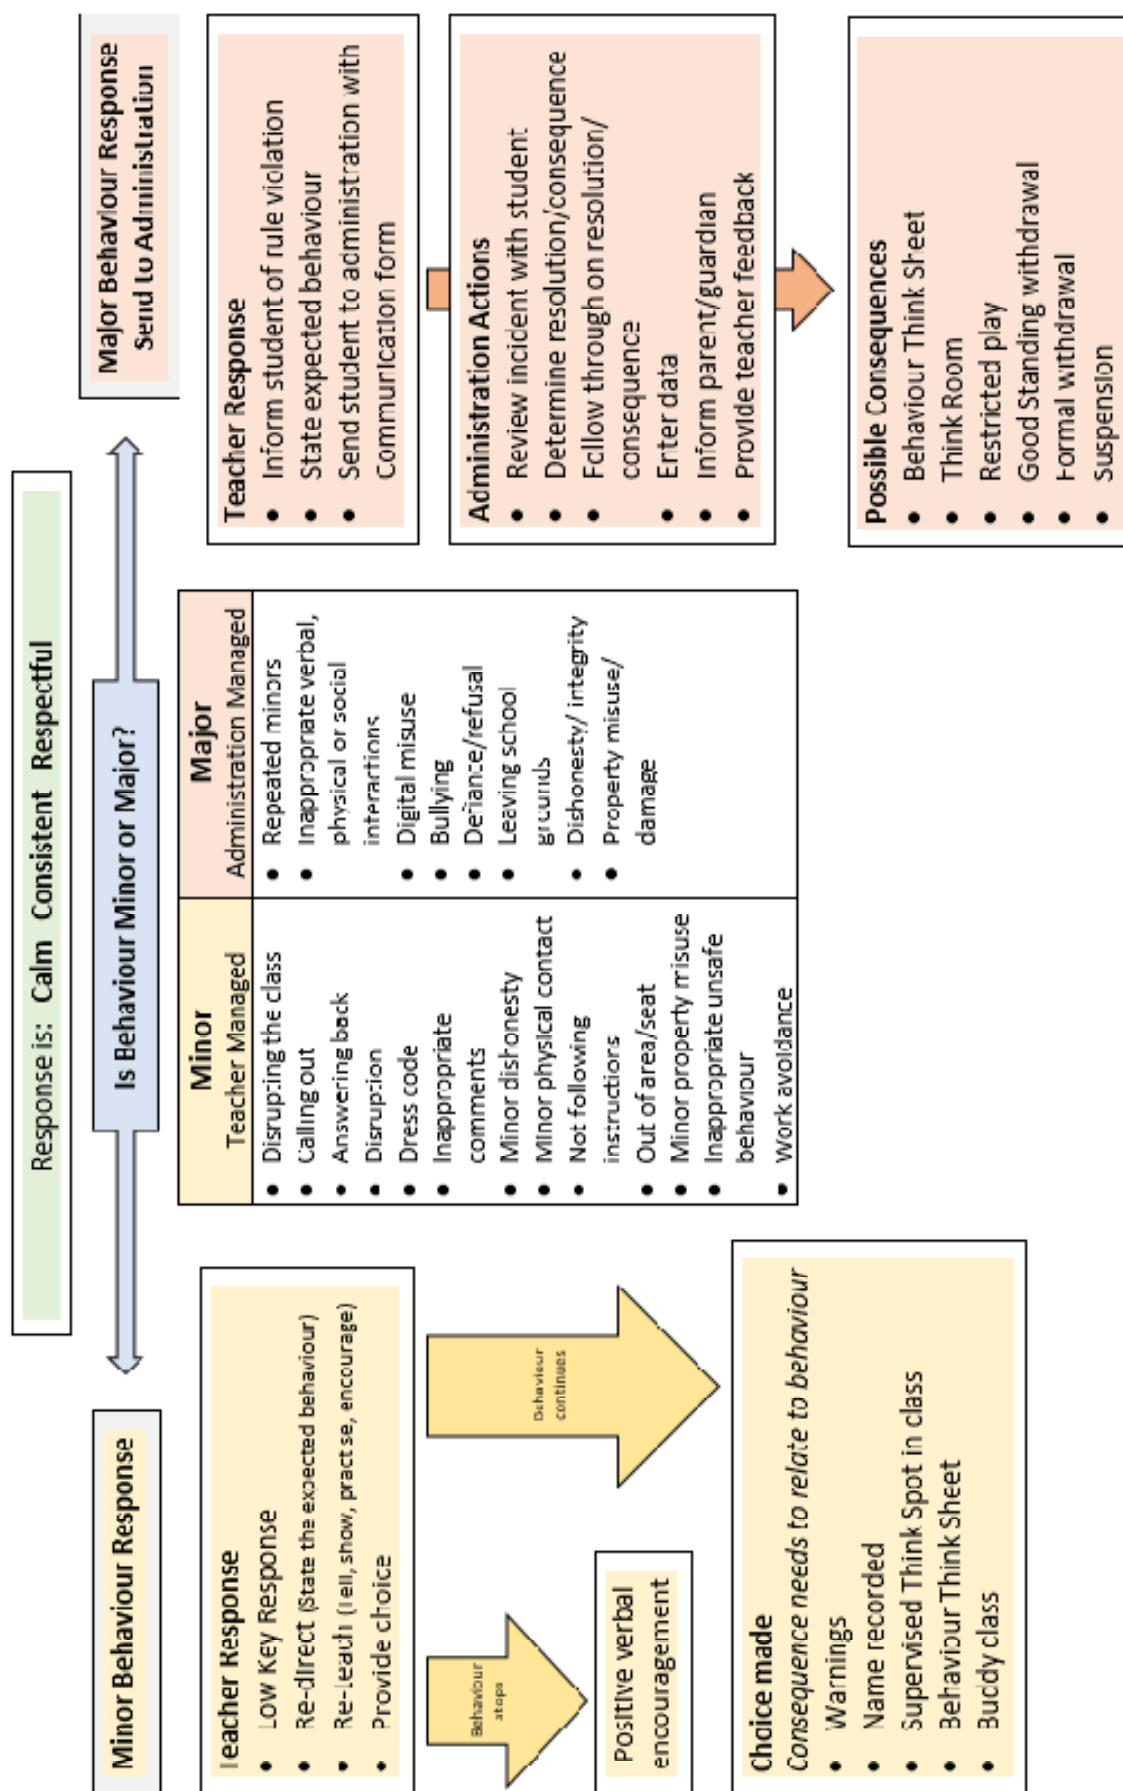 Response is: Calm Consistent Respectful
Is Behaviour Minor or Major?
Minor Behaviour Response
Teacher Response
• Low Key Response
• Re-direct (State the expected behaviour)
• Re-teach (Tell, show, practise, encourage)
• Provide choice
Behaviour
stops
Behaviour
continues
Positive verbal
encouragement
Choice made
Consequence needs to relate to behaviour
• Warnings
• Name recorded
• Supervised Think Spot in class
• Behaviour Think Sheet
• Buddy class
Minor
Teacher Managed
• Disrupting the class
• Calling out
• Answering back
• Disruption
• Dress code
• Inappropriate
comments
• Minor dishonesty
• Minor physical contact
• Not following
instructions
• Out of area/seat
• Minor property misuse
• Inappropriate unsafe
behaviour
• Work avoidance
Major
Administration Managed
• Repeated minors
• Inappropriate verbal,
physical or social
interactions
• Digital misuse
• Bullying
• Defiance/refusal
• Leaving school
grounds
• Dishonesty/ integrity
• Property misuse/
damage
Major Behaviour Response
Send to Administration
Teacher Response
• Inform student of rule violation
• State expected behaviour
• Send student to administration with
Communication form
Administration Actions
• Review incident with student
• Determine resolution/consequence
• Follow through on resolution/
consequence
• Enter data
• Inform parent/guardian
• Provide teacher feedback
Possible Consequences
• Behaviour Think Sheet
• Think Room
• Restricted play
• Good Standing withdrawal
• Formal withdrawal
• Suspension